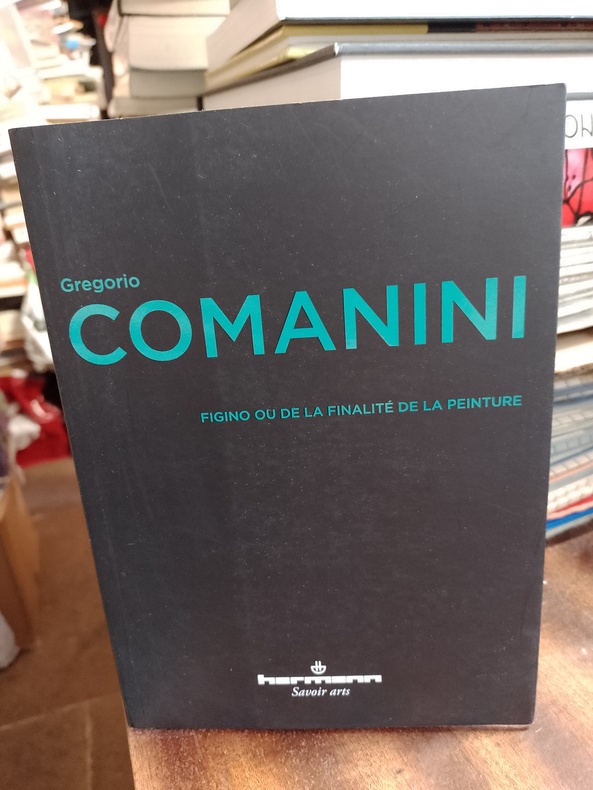 Gregorio
COMANINI
FIGINO OU DE LA FINALITÉ DE LA PEINTURE
hermann
Savoir arts